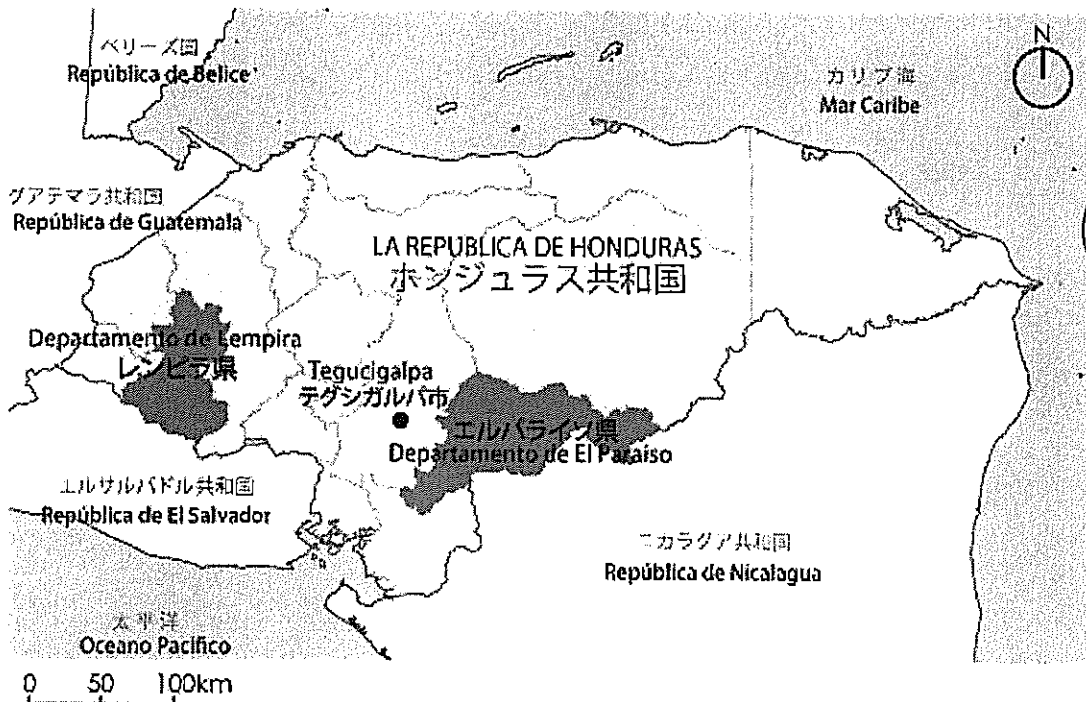 N
ベリーズ国
República de Belice
カリブ海
Mar Caribe
グアテマラ共和国
República de Guatemala
LA REPÚBLICA DE HONDURAS
ホンジュラス共和国
Departamento de Lempira
レンピラ県
Tegucigalpa
テグシガルパ市
エルパライソ県
Departamento de El Paraíso
エルサルバドル共和国
República de El Salvador
ニカラグア共和国
República de Nicalagua
太平洋
Oceano Pacífico
0 50 100km